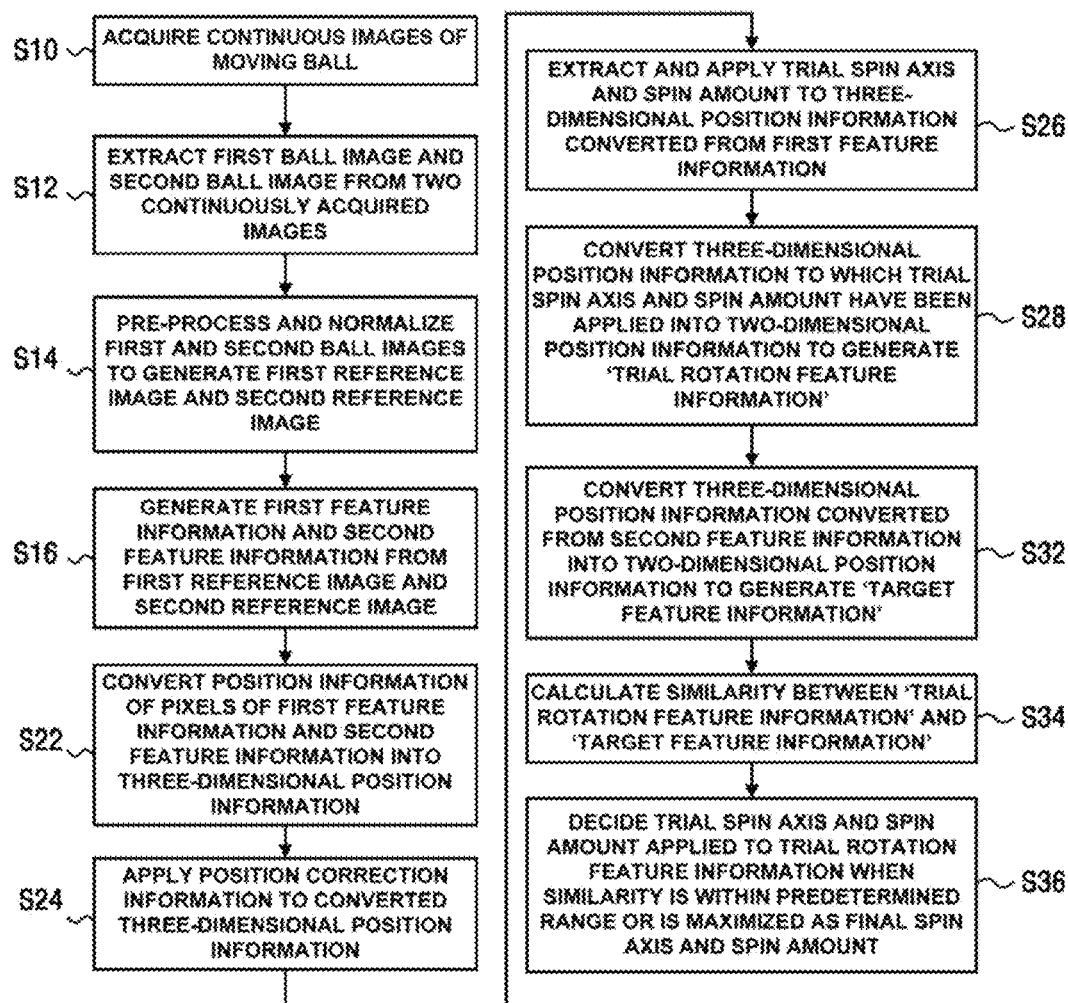 S10
ACQUIRE CONTINUOUS IMAGES OF
MOVING BALL
S12
EXTRACT FIRST BALL IMAGE AND
SECOND BALL IMAGE FROM TWO
CONTINUOUSLY ACQUIRED
IMAGES
S14
PRE-PROCESS AND NORMALIZE
FIRST AND SECOND BALL IMAGES
TO GENERATE FIRST REFERENCE
IMAGE AND SECOND REFERENCE
IMAGE
S16
GENERATE FIRST FEATURE
INFORMATION AND SECOND
FEATURE INFORMATION FROM
FIRST REFERENCE IMAGE AND
SECOND REFERENCE IMAGE
S22
CONVERT POSITION INFORMATION
OF PIXELS OF FIRST FEATURE
INFORMATION AND SECOND
FEATURE INFORMATION INTO
THREE-DIMENSIONAL POSITION
INFORMATION
S24
APPLY POSITION CORRECTION
INFORMATION TO CONVERTED
THREE-DIMENSIONAL POSITION
INFORMATION
EXTRACT AND APPLY TRIAL SPIN AXIS
AND SPIN AMOUNT TO THREE-
DIMENSIONAL POSITION INFORMATION
CONVERTED FROM FIRST FEATURE
INFORMATION
S26
CONVERT THREE-DIMENSIONAL
POSITION INFORMATION TO WHICH TRIAL
SPIN AXIS AND SPIN AMOUNT HAVE BEEN
APPLIED INTO TWO-DIMENSIONAL
POSITION INFORMATION TO GENERATE
‘TRIAL ROTATION FEATURE
INFORMATION’
S28
CONVERT THREE-DIMENSIONAL
POSITION INFORMATION CONVERTED
FROM SECOND FEATURE INFORMATION
INTO TWO-DIMENSIONAL POSITION
INFORMATION TO GENERATE ‘TARGET
FEATURE INFORMATION’
S32
CALCULATE SIMILARITY BETWEEN ‘TRIAL
ROTATION FEATURE INFORMATION’ AND
‘TARGET FEATURE INFORMATION’
S34
DECIDE TRIAL SPIN AXIS AND SPIN
AMOUNT APPLIED TO TRIAL ROTATION
FEATURE INFORMATION WHEN
SIMILARITY IS WITHIN PREDETERMINED
RANGE OR IS MAXIMIZED AS FINAL SPIN
AXIS AND SPIN AMOUNT
S36